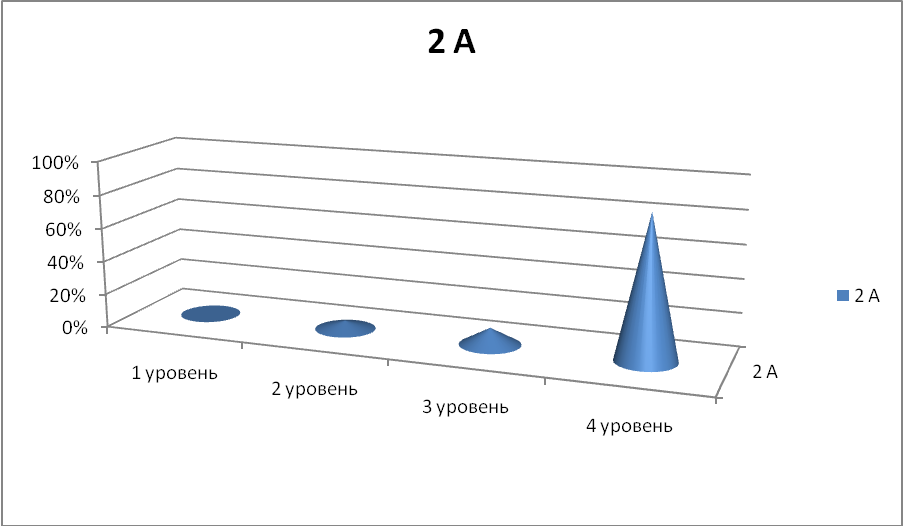 2 А
100%
80%
60%
40%
20%
0%
1 уровень
2 уровень
3 уровень
4 уровень
2 А
2 А